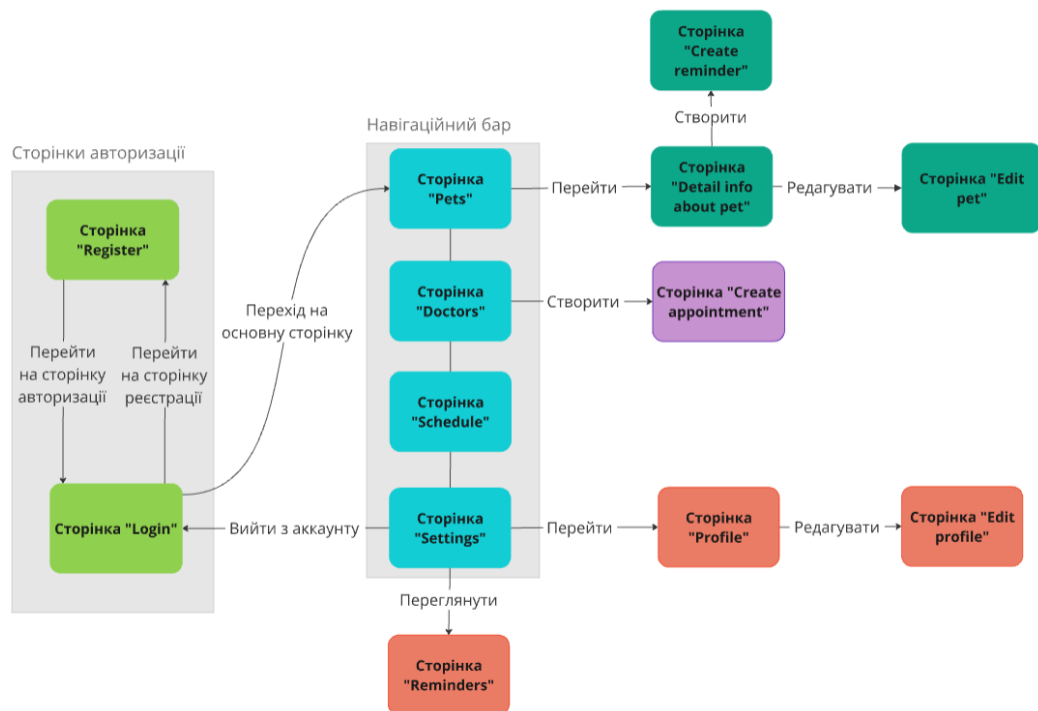 Сторінка
"Create
reminder"
Створити
Навігаційний бар
Сторінки авторизації
Сторінка
"Pets"
Перейти
Сторінка
"Detail info
about pet"
Редагувати
Сторінка "Edit
pet"
Сторінка
"Register"
Сторінка
"Doctors"
Створити
Сторінка "Create
appointment"
Перехід на
основну сторінку
Перейти
на сторінку
авторизації
Перейти
на сторінку
реєстрації
Сторінка
"Schedule"
Сторінка "Login"
Вийти з аккаунту
Сторінка
"Settings"
Перейти
Сторінка
"Profile"
Редагувати
Сторінка "Edit
profile"
Переглянути
Сторінка
"Reminders"